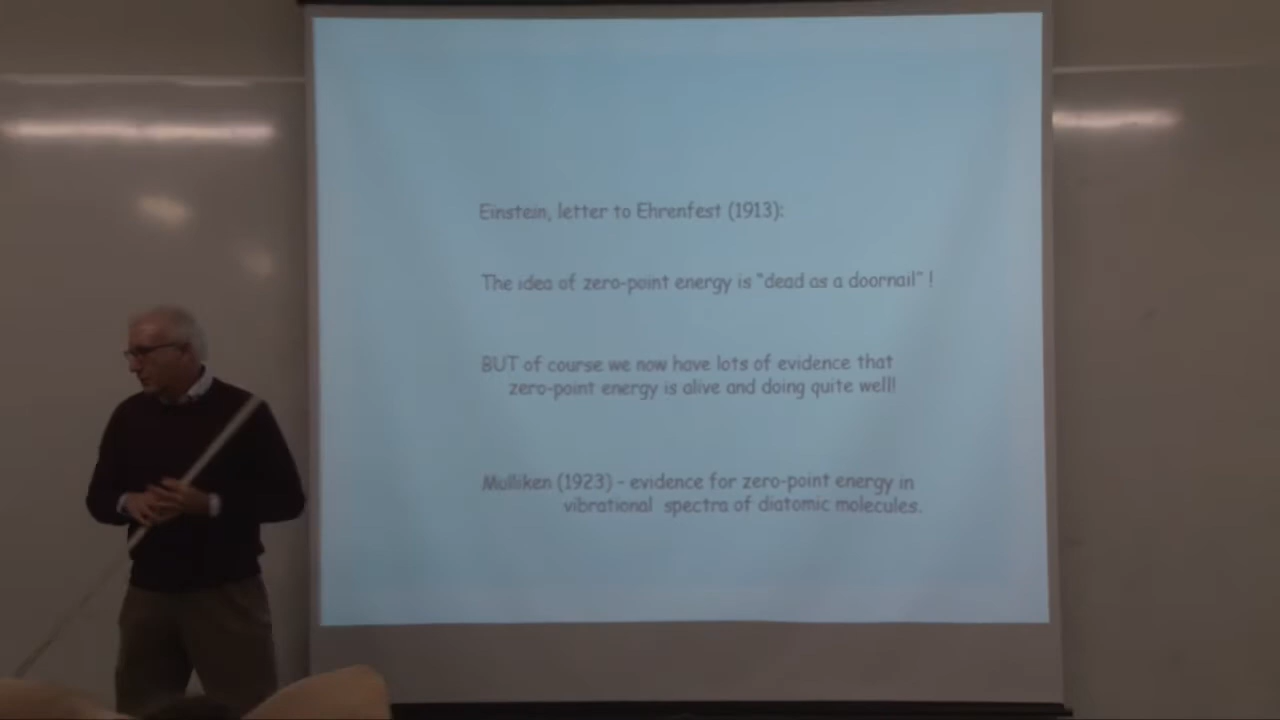 Einstein, letter to Ehrenfest (1913):
The idea of zero-point energy is "dead as a doornail" !
BUT of course we now have lots of evidence that
zero-point energy is alive and doing quite well!
Mulliken (1923) - evidence for zero-point energy in
vibrational spectra of diatomic molecules.